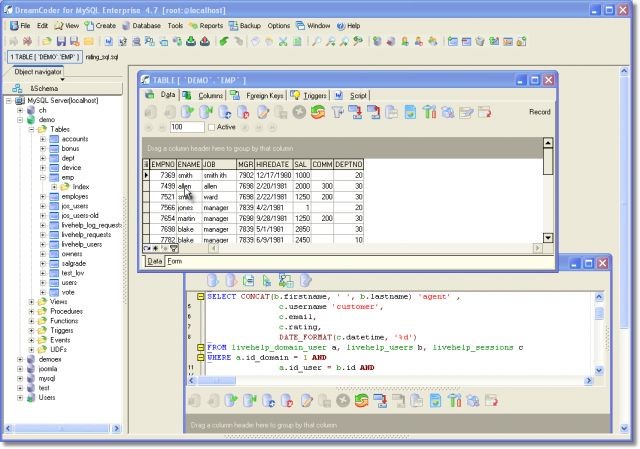 DreamCoder for MySQL Enterprise 4.7 [root:@localhost]
File Edit View Create Database Tools Reports Backup Options Window Help
1 TABLE [ `DEMO`.`EMP` ] rolling_sql.sql
Object navigator
&Schema
MySQL Server[localhost]
ch
demo
Tables
accounts
bonus
dept
device
emp
Index
employes
jos_users
jos_users-old
livehelp_log_requests
livehelp_requests
livehelp_users
owners
salgrade
test_lov
users
vote
Views
Procedures
Functions
Triggers
Events
UDFs
demoex
joomla
mysql
test
Users
TABLE [ `DEMO`.`EMP` ]
Data Columns Foreign Keys Triggers Script
Record
100 Active
Drag a column header here to group by that column
EMPNO ENAME JOB MGR HIREDATE SAL COMM DEPTNO
7369 smith smith ith 7902 12/17/1980 1000 20
7499 allen allen 7698 2/20/1981 2000 300 30
7521 ward 7698 2/22/1981 1250 200 30
7566 jones manager 7839 4/2/1981 1 20
7654 martin manager 7698 9/28/1981 1250 200 30
7698 blake manager 7839 5/1/1981 2850 30
7782 blake manager 7839 6/9/1981 2450 10
Data Form
SELECT CONCAT(b.firstname, ' ', b.lastname) 'agent' ,
c.username 'customer',
5 c.email,
c.rating,
8 DATE_FORMAT(c.datetime, '%d')
FROM livehelp_domain_user a, livehelp_users b, livehelp_sessions c
WHERE a.id_domain = 1 AND
11 a.id_user = b.id AND
Drag a column header here to group by that column